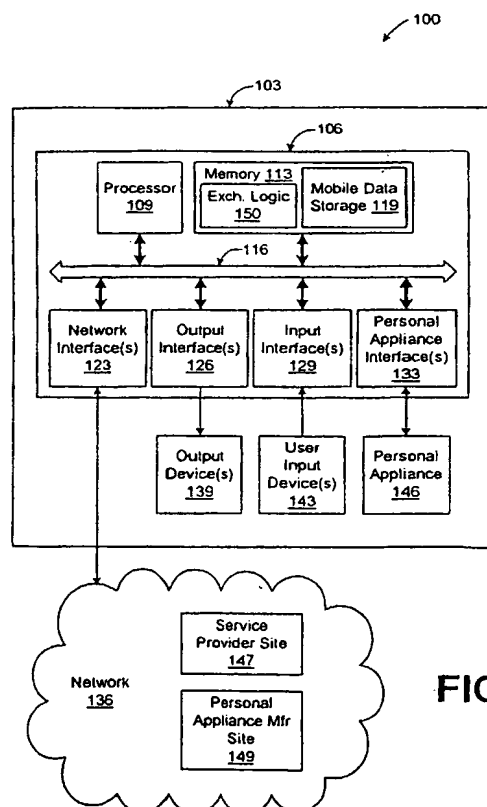 100
103
106
Processor
109
Memory 113
Exch. Logic
150
Mobile Data
Storage 119
116
Network
Interface(s)
123
Output
Interface(s)
126
Input
Interface(s)
129
Personal
Appliance
Interface(s)
133
Output
Device(s)
139
User
Input
Device(s)
143
Personal
Appliance
146
Network
136
Service
Provider Site
147
Personal
Appliance Mfr
Site
149
FIG